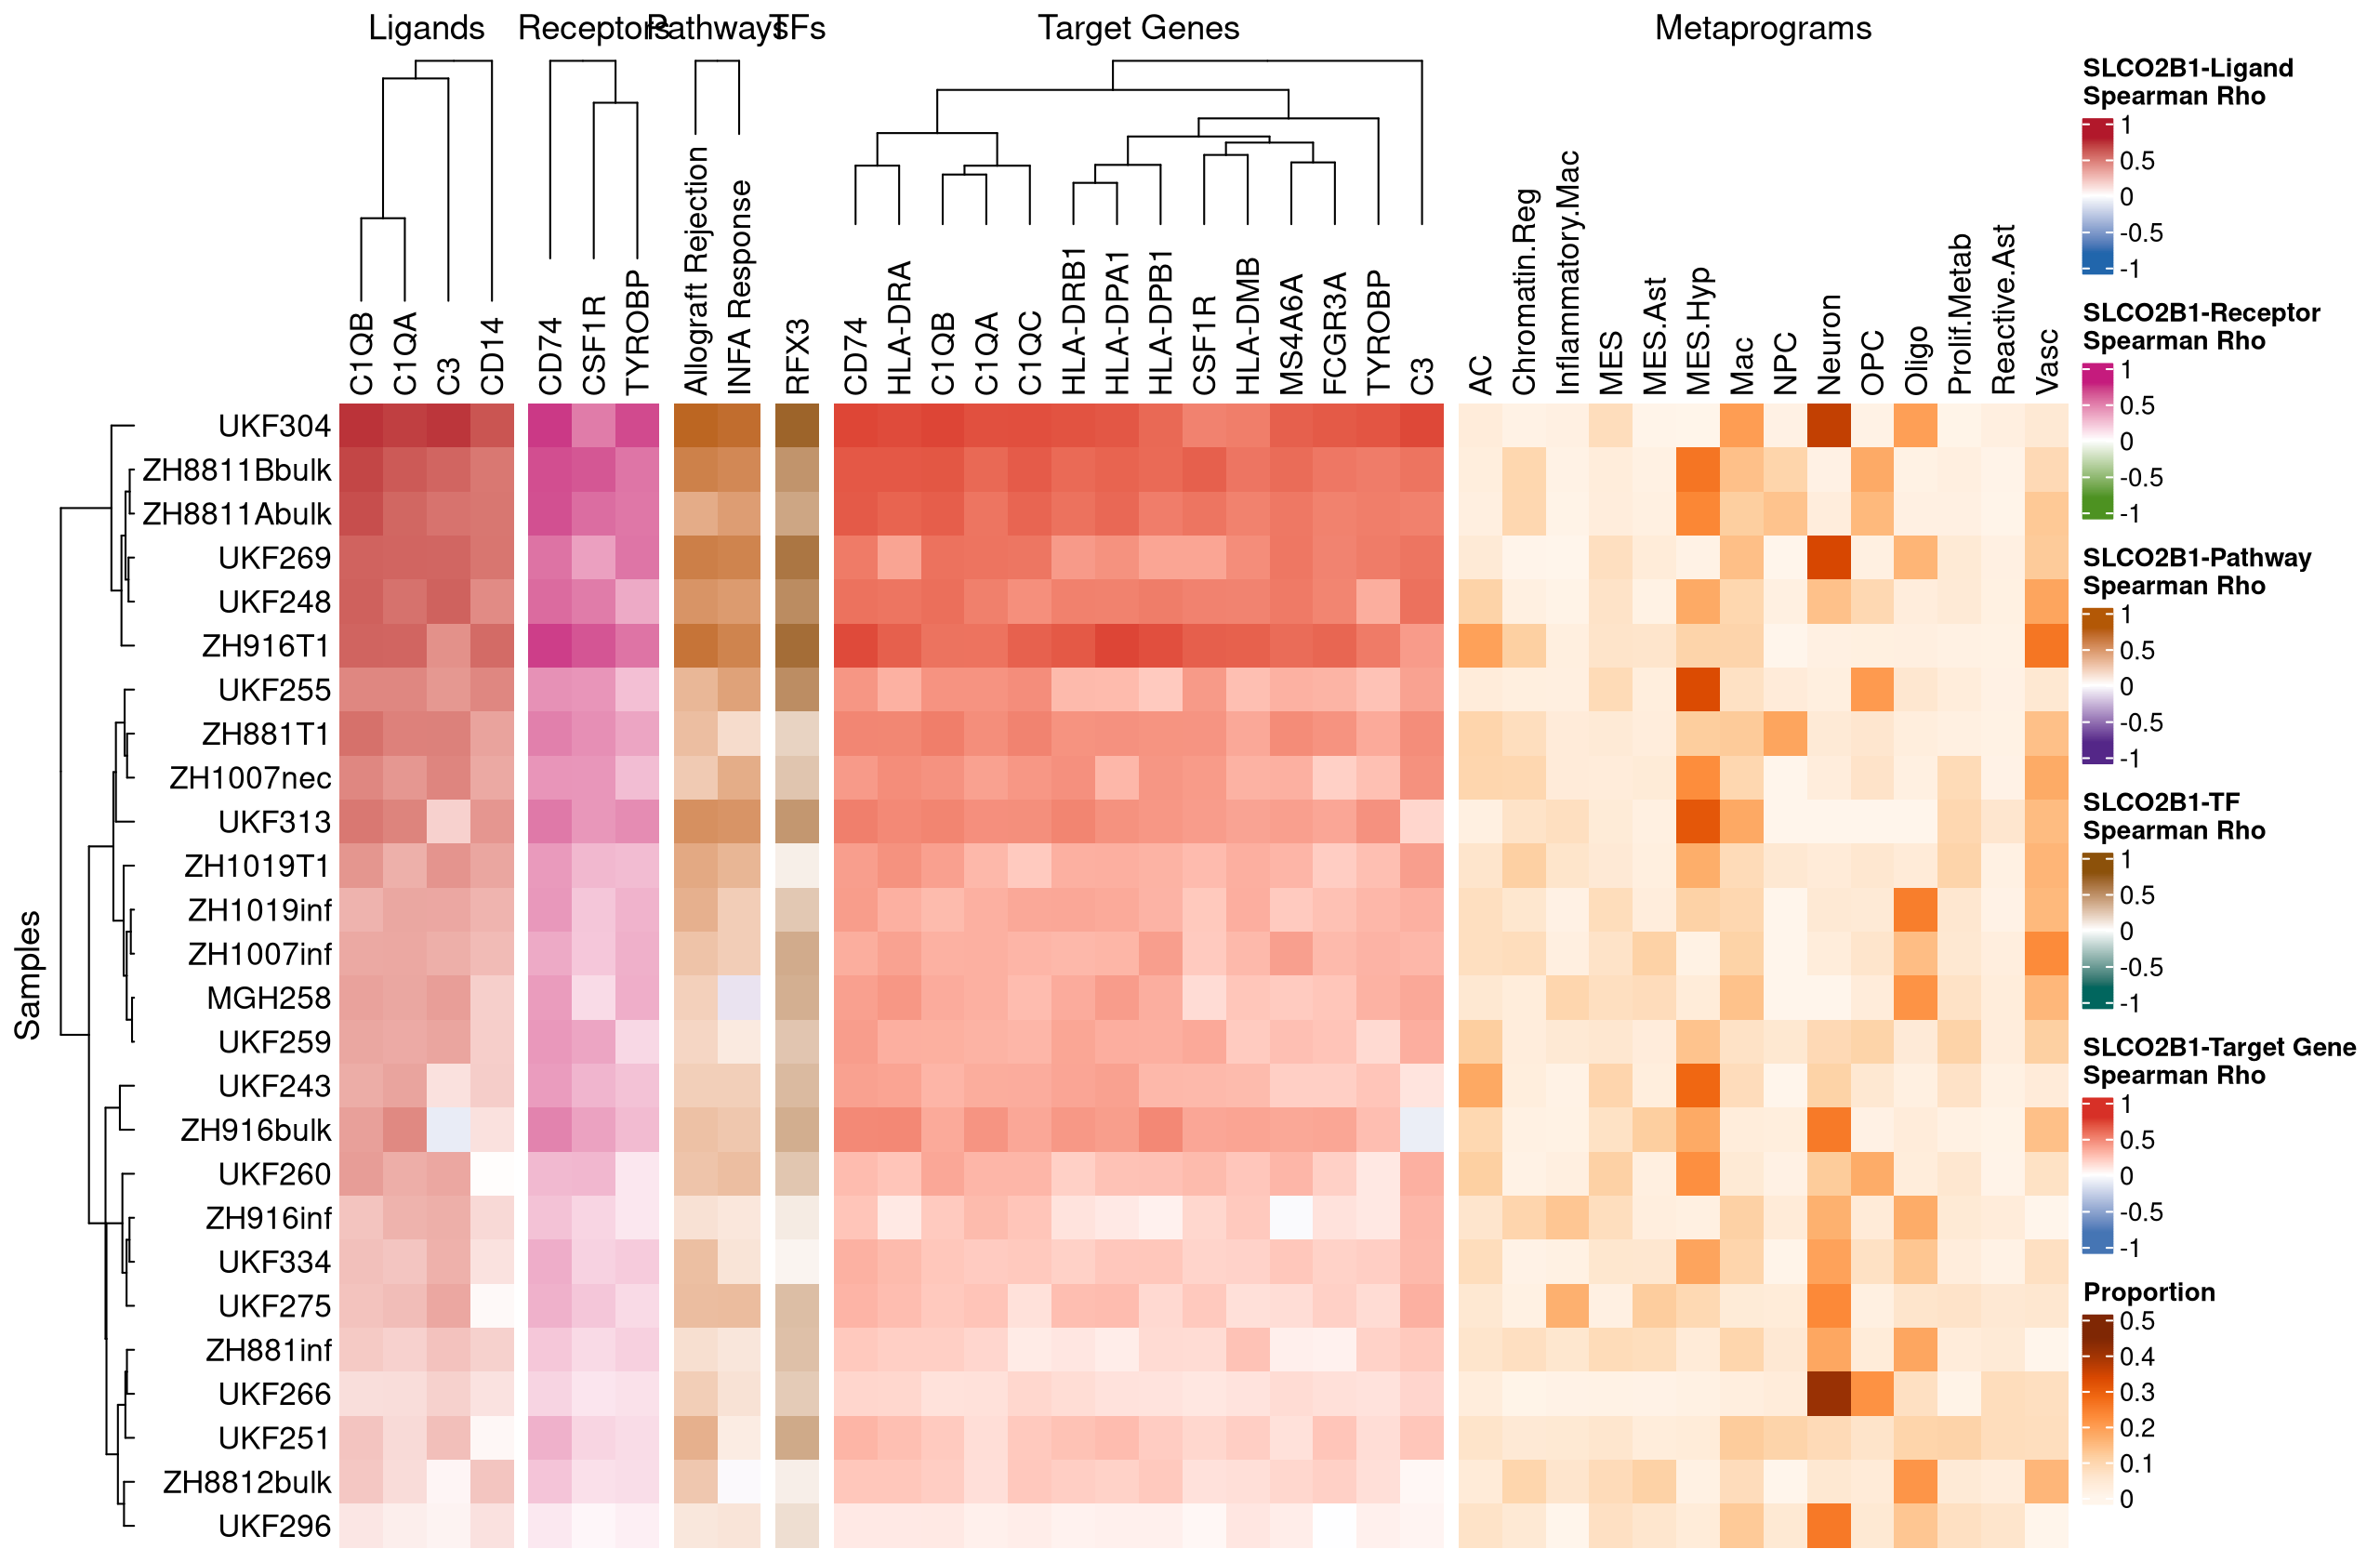 Ligands Receptors Pathways TFs Target Genes Metaprograms
C1QB C1QA C3 CD14 CD74 CSF1R TYROBP Allograft Rejection INFA Response RFX3 CD74 HLA-DRA C1QB C1QA C1QC HLA-DRB1 HLA-DPA1 HLA-DPB1 CSF1R HLA-DMB MS4A6A FCGR3A TYROBP C3 AC Chromatin.Reg Inflammatory.Mac MES MES.Ast MES.Hyp Mac NPC Neuron OPC Oligo Prolif.Metab Reactive.Ast Vasc
Samples
UKF304
ZH8811Bbulk
ZH8811Abulk
UKF269
UKF248
ZH916T1
UKF255
ZH881T1
ZH1007nec
UKF313
ZH1019T1
ZH1019inf
ZH1007inf
MGH258
UKF259
UKF243
ZH916bulk
UKF260
ZH916inf
UKF334
UKF275
ZH881inf
UKF266
UKF251
ZH8812bulk
UKF296
SLCO2B1-Ligand
Spearman Rho
1
0.5
0
-0.5
-1
SLCO2B1-Receptor
Spearman Rho
1
0.5
0
-0.5
-1
SLCO2B1-Pathway
Spearman Rho
1
0.5
0
-0.5
-1
SLCO2B1-TF
Spearman Rho
1
0.5
0
-0.5
-1
SLCO2B1-Target Gene
Spearman Rho
1
0.5
0
-0.5
-1
Proportion
0.5
0.4
0.3
0.2
0.1
0